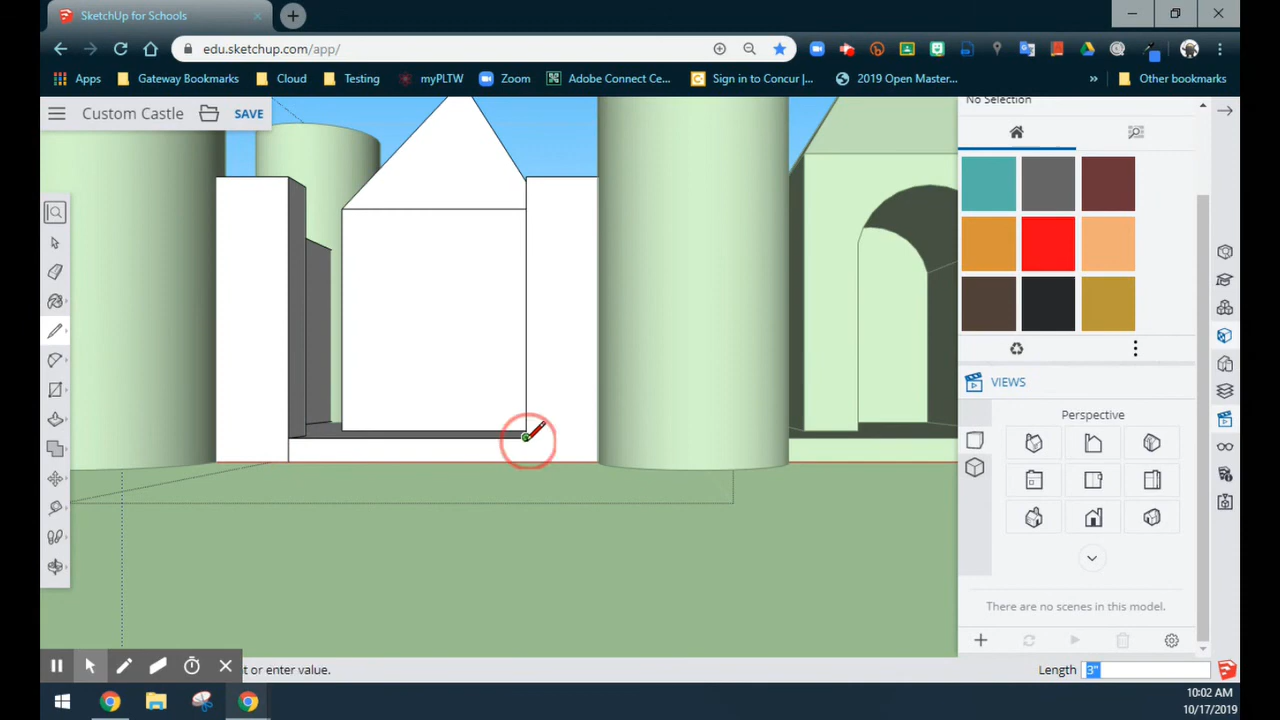 SketchUp for Schools
edu.sketchup.com/app/
Apps
Gateway Bookmarks
Cloud
Testing
myPLTW
Zoom
Adobe Connect Ce...
Sign in to Concur |...
2019 Open Master...
»
Other bookmarks
Custom Castle
SAVE
No Selection
VIEWS
Perspective
There are no scenes in this model.
t or enter value.
Length
3"
10:02 AM
10/17/2019